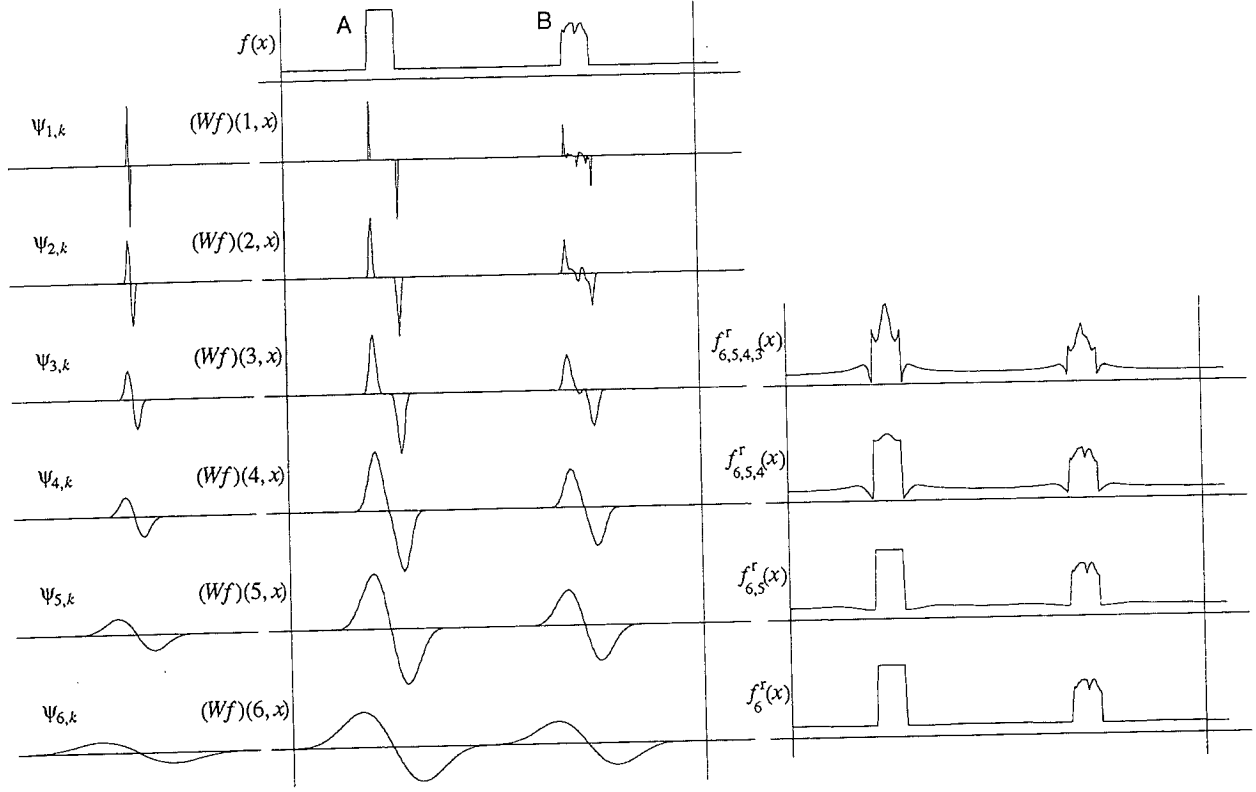 A B
f(x)
ψ1,k (Wf)(1,x)
ψ2,k (Wf)(2,x)
ψ3,k (Wf)(3,x) f^r_6,5,4,3(x)
ψ4,k (Wf)(4,x) f^r_6,5,4(x)
ψ5,k (Wf)(5,x) f^r_6,5(x)
ψ6,k (Wf)(6,x) f^r_6(x)